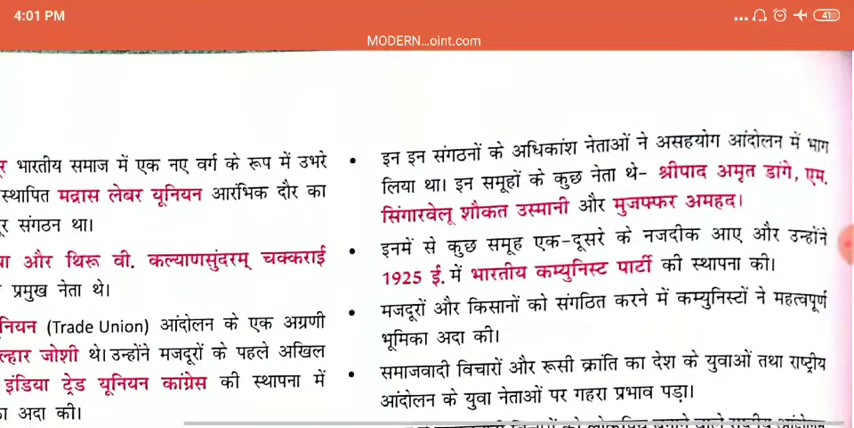 4:01 PM
41
MODERN...oint.com
भारतीय समाज में एक नए वर्ग के रूप में उभरे
स्थापित मद्रास लेबर यूनियन आरंभिक दौर का
संगठन था।
और थिरू वी. कल्याणसुंदरम् चक्कराई
प्रमुख नेता थे।
नियन (Trade Union) आंदोलन के एक अग्रणी
ल्हार जोशी थे। उन्होंने मजदूरों के पहले अखिल
इंडिया ट्रेड यूनियन कांग्रेस की स्थापना में
अदा की।
• इन इन संगठनों के अधिकांश नेताओं ने असहयोग आंदोलन में भाग
लिया था। इन समूहों के कुछ नेता थे- श्रीपाद अमृत डांगे, एम.
सिंगारवेलू शौकत उस्मानी और मुजफ्फर अहमद।
• इनमें से कुछ समूह एक-दूसरे के नजदीक आए और उन्होंने
1925 ई. में भारतीय कम्युनिस्ट पार्टी की स्थापना की।
• मजदूरों और किसानों को संगठित करने में कम्युनिस्टों ने महत्वपूर्ण
भूमिका अदा की।
• समाजवादी विचारों और रूसी क्रांति का देश के युवाओं तथा राष्ट्रीय
आंदोलन के युवा नेताओं पर गहरा प्रभाव पड़ा।